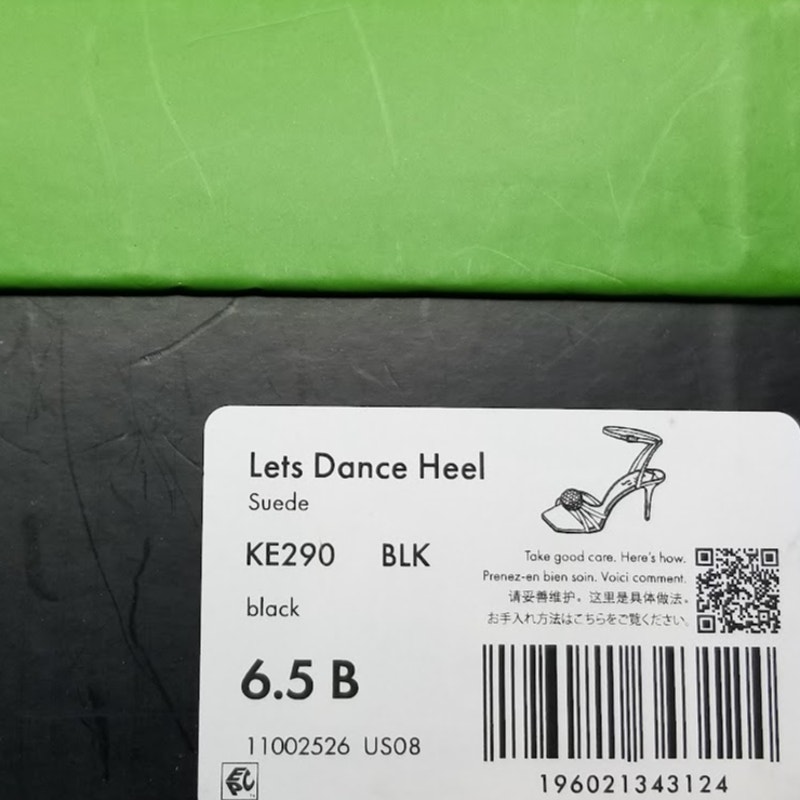 Lets Dance Heel
Suede
KE290 BLK
black
6.5 B
11002526 US08
Take good care. Here's how.
Prenez-en bien soin. Voici comment.
请妥善维护。这里是具体做法。
お手入れ方法はこちらをご覧ください。
196021343124